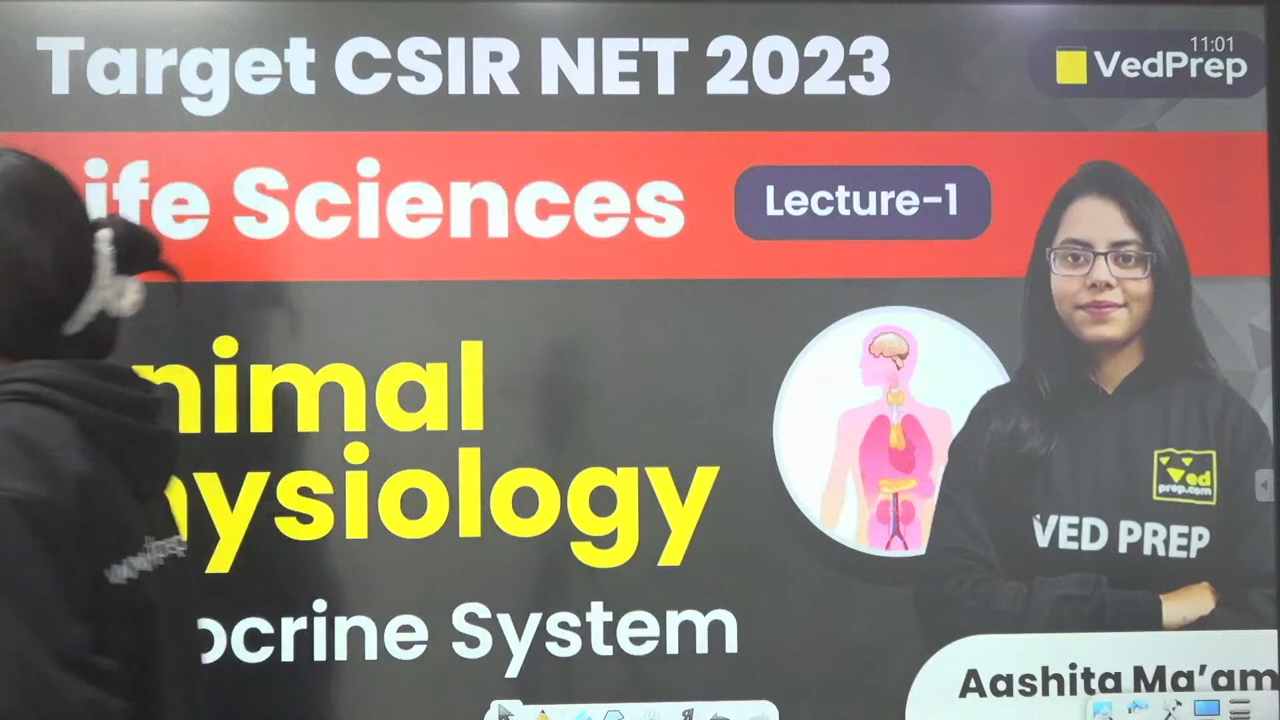 Target CSIR NET 2023
11:01
VedPrep
ife Sciences
Lecture-1
nimal
ysiology
ocrine System
Ved
prep.com
VED PREP
Aashita Ma'am